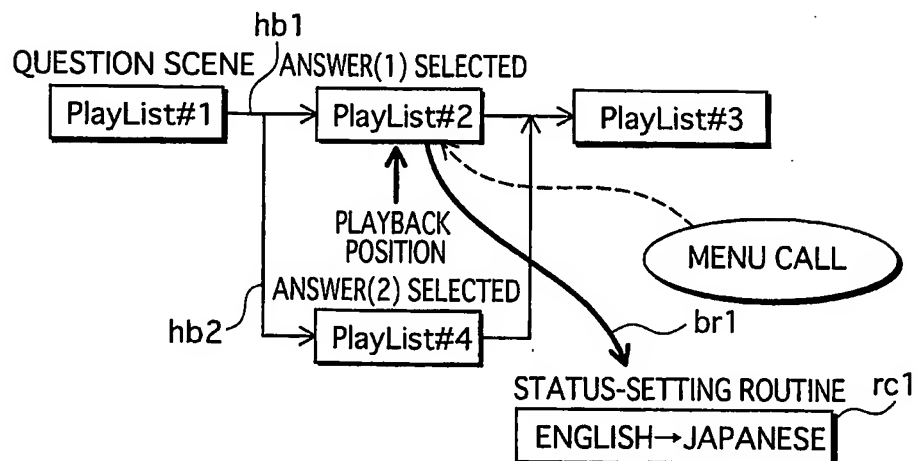 hb1
QUESTION SCENE ANSWER(1) SELECTED
PlayList#1
PlayList#2
PlayList#3
PLAYBACK
POSITION
MENU CALL
ANSWER(2) SELECTED
hb2
PlayList#4
br1
STATUS-SETTING ROUTINE
rc1
ENGLISH→JAPANESE